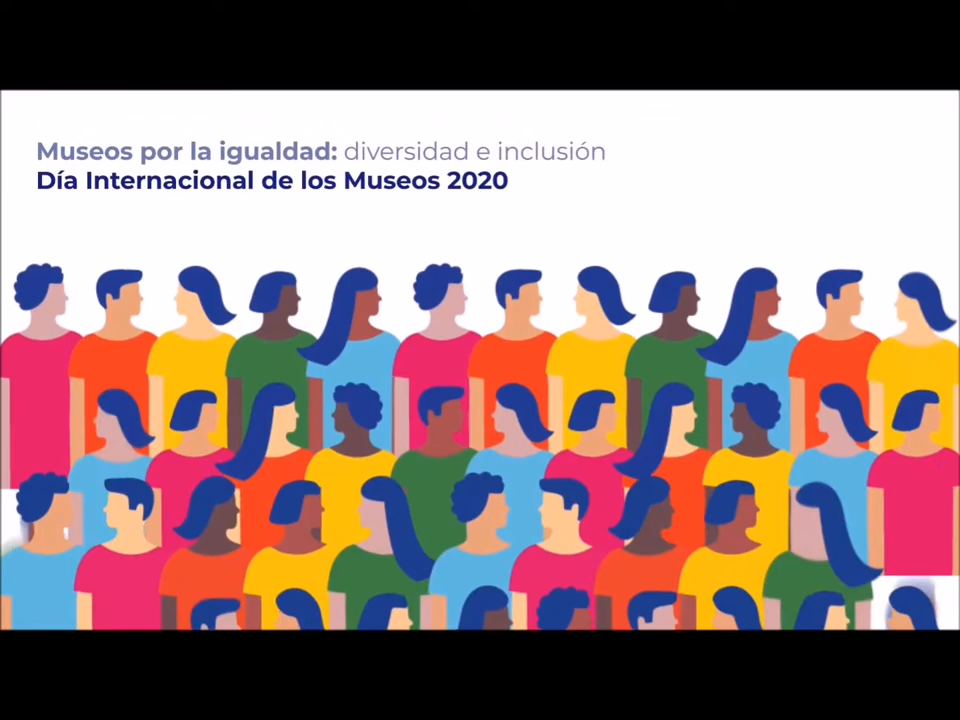 Museos por la igualdad: diversidad e inclusión
Día Internacional de los Museos 2020